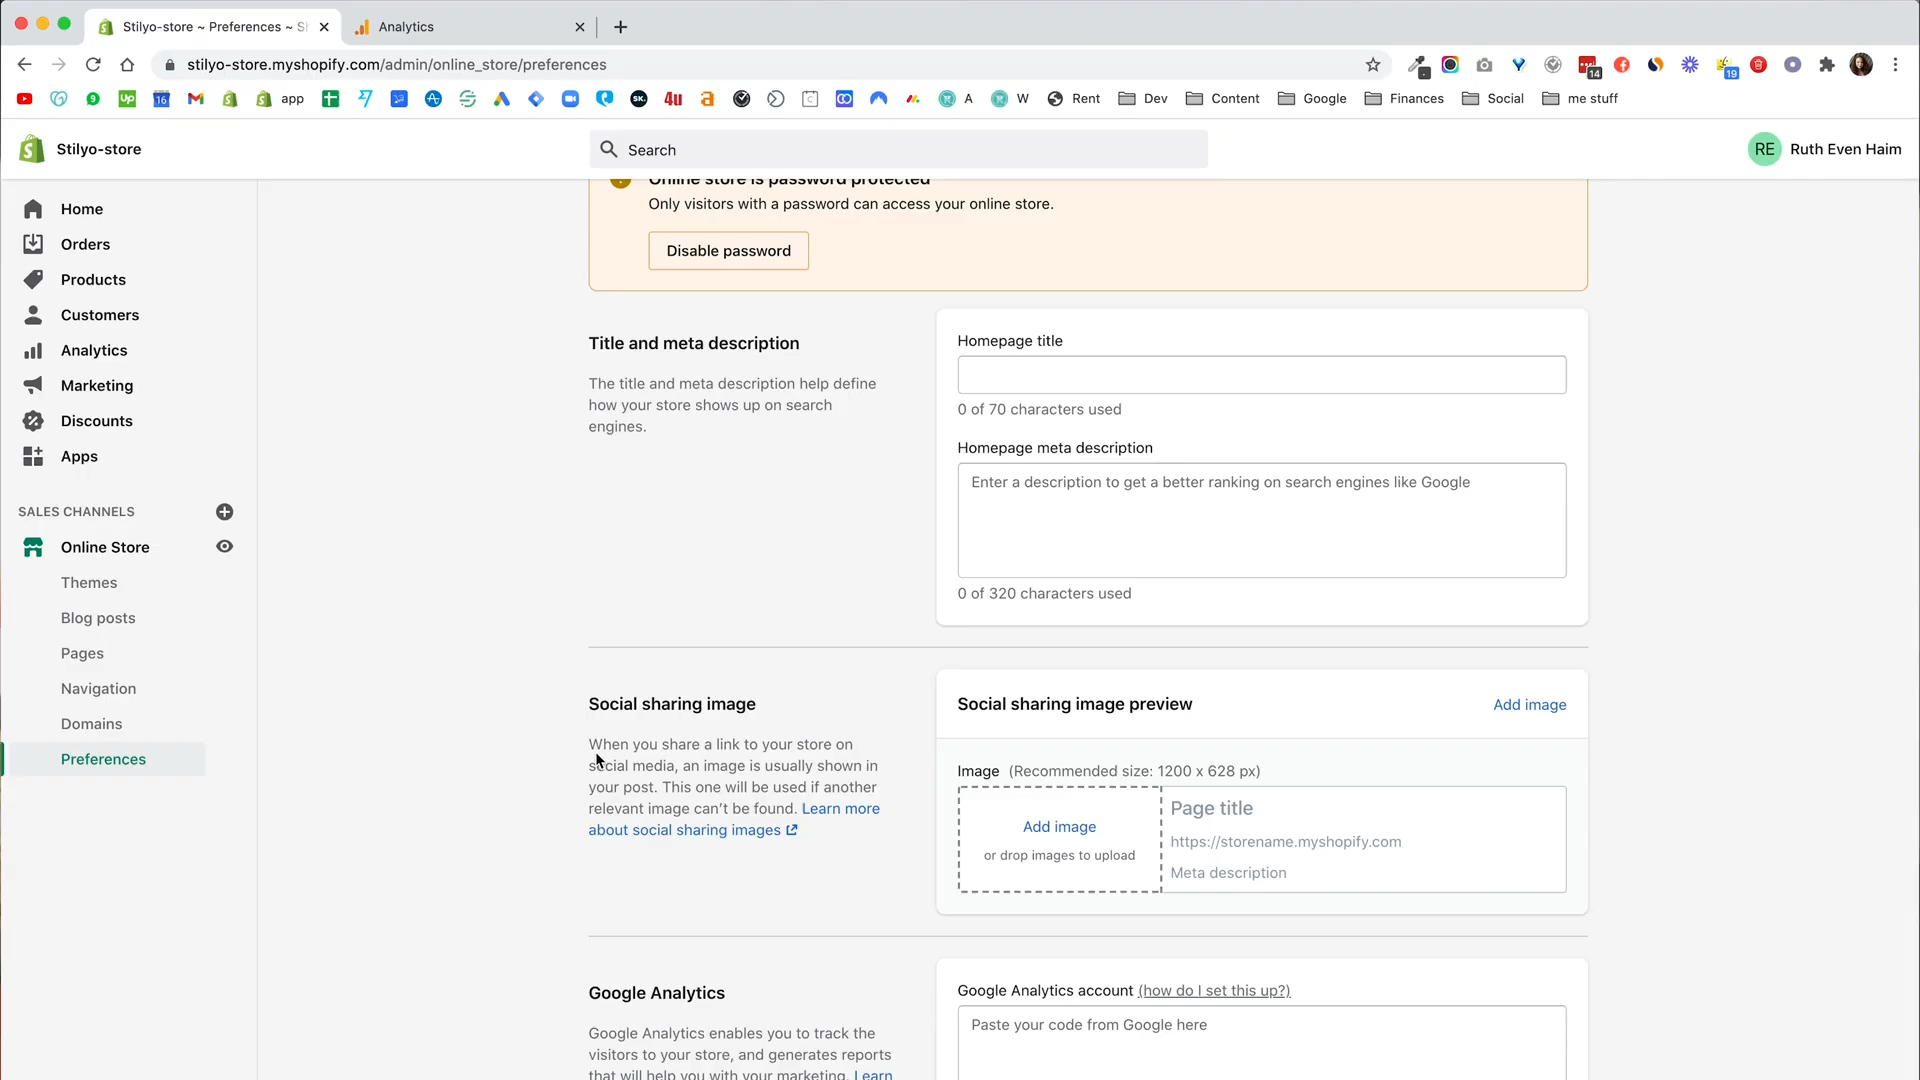 Stilyo-store ~ Preferences ~ S
Analytics
stilyo-store.myshopify.com/admin/online_store/preferences
14
19
9
Up
16
app
SK.
4u
a
A
W
Rent
Dev
Content
Google
Finances
Social
me stuff
Stilyo-store
Search
RE
Ruth Even Haim
Home
Orders
Products
Customers
Analytics
Marketing
Discounts
Apps
SALES CHANNELS
Online Store
Themes
Blog posts
Pages
Navigation
Domains
Preferences
Online store is password protected
Only visitors with a password can access your online store.
Disable password
Title and meta description
The title and meta description help define
how your store shows up on search
engines.
Homepage title
0 of 70 characters used
Homepage meta description
Enter a description to get a better ranking on search engines like Google
0 of 320 characters used
Social sharing image
When you share a link to your store on
social media, an image is usually shown in
your post. This one will be used if another
relevant image can't be found. Learn more
about social sharing images
Social sharing image preview
Add image
Image (Recommended size: 1200 x 628 px)
Add image
or drop images to upload
Page title
https://storename.myshopify.com
Meta description
Google Analytics
Google Analytics enables you to track the
visitors to your store, and generates reports
that will help you with your marketing. Learn
Google Analytics account (how do I set this up?)
Paste your code from Google here